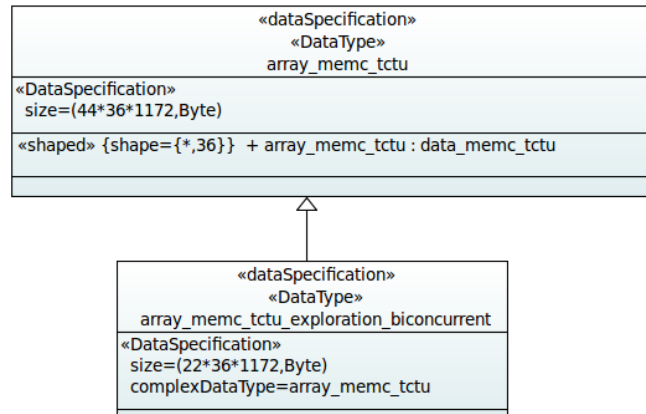 «dataSpecification»
«DataType»
array_memc_tctu
«DataSpecification»
size=(44*36*1172,Byte)
«shaped» {shape={*,36}} + array_memc_tctu : data_memc_tctu
«dataSpecification»
«DataType»
array_memc_tctu_exploration_biconcurrent
«DataSpecification»
size=(22*36*1172,Byte)
complexDataType=array_memc_tctu